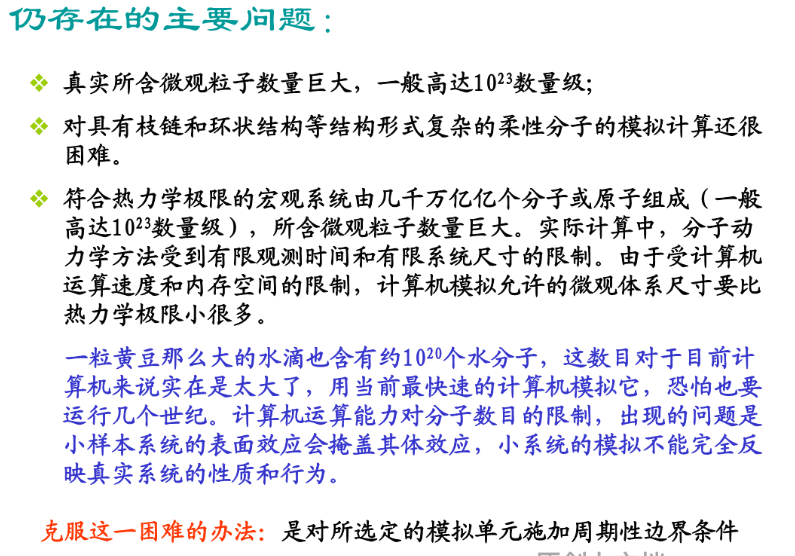 仍存在的主要问题：
真实所含微观粒子数量巨大，一般高达10²³数量级；
对具有枝链和环状结构等结构形式复杂的柔性分子的模拟计算还很
困难。
符合热力学极限的宏观系统由几千万亿亿个分子或原子组成（一般
高达10²³数量级），所含微观粒子数量巨大。实际计算中，分子动
力学方法受到有限观测时间和有限系统尺寸的限制。由于受计算机
运算速度和内存空间的限制，计算机模拟允许的微观体系尺寸要比
热力学极限小很多。
一粒黄豆那么大的水滴也含有约10²⁰个水分子，这数目对于目前计
算机来说实在是太大了，用当前最快速的计算机模拟它，恐怕也要
运行几个世纪。计算机运算能力对分子数目的限制，出现的问题是
小样本系统的表面效应会掩盖其体效应，小系统的模拟不能完全反
映真实系统的性质和行为。
克服这一困难的办法：是对所选定的模拟单元施加周期性边界条件